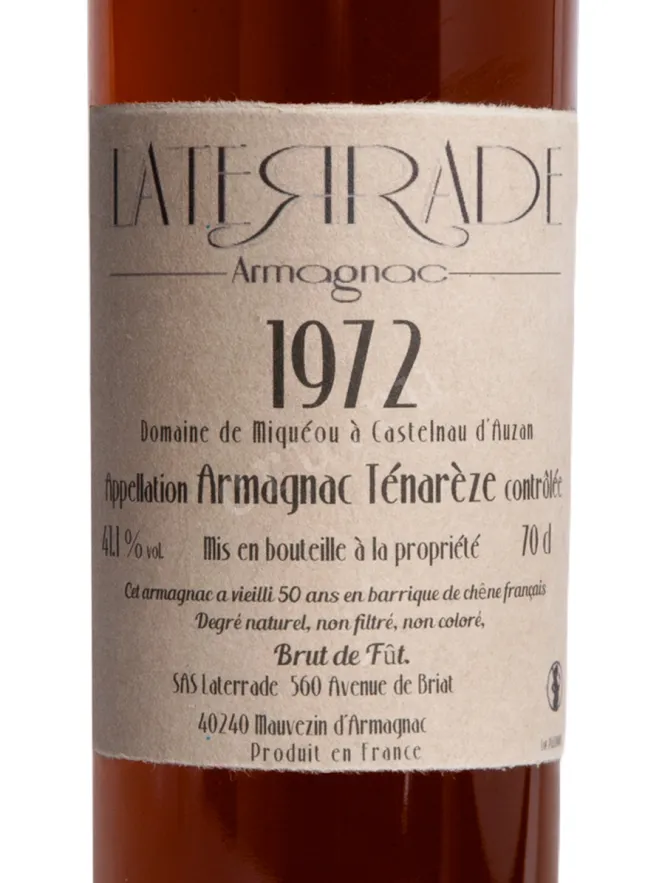 LATERRADE
Armagnac
1972
Domaine de Miquéou à Castelnau d'Auzan
Appellation Armagnac Ténarèze contrôlée
41.1 % vol. Mis en bouteille à la propriété 70 cl
Cet armagnac a vieilli 50 ans en barrique de chêne français
Degré naturel, non filtré, non coloré,
Brut de Fût.
SAS Laterrade 560 Avenue de Briat
40240 Mauvezin d'Armagnac
Produit en France